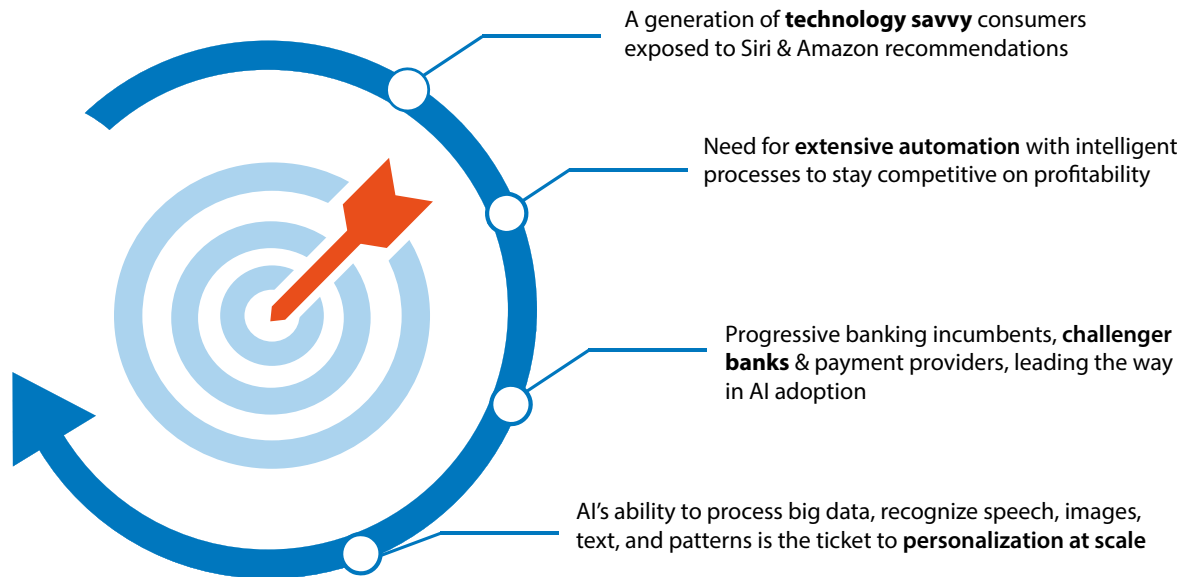 A generation of technology savvy consumers
exposed to Siri & Amazon recommendations
Need for extensive automation with intelligent
processes to stay competitive on profitability
Progressive banking incumbents, challenger
banks & payment providers, leading the way
in AI adoption
AI’s ability to process big data, recognize speech, images,
text, and patterns is the ticket to personalization at scale